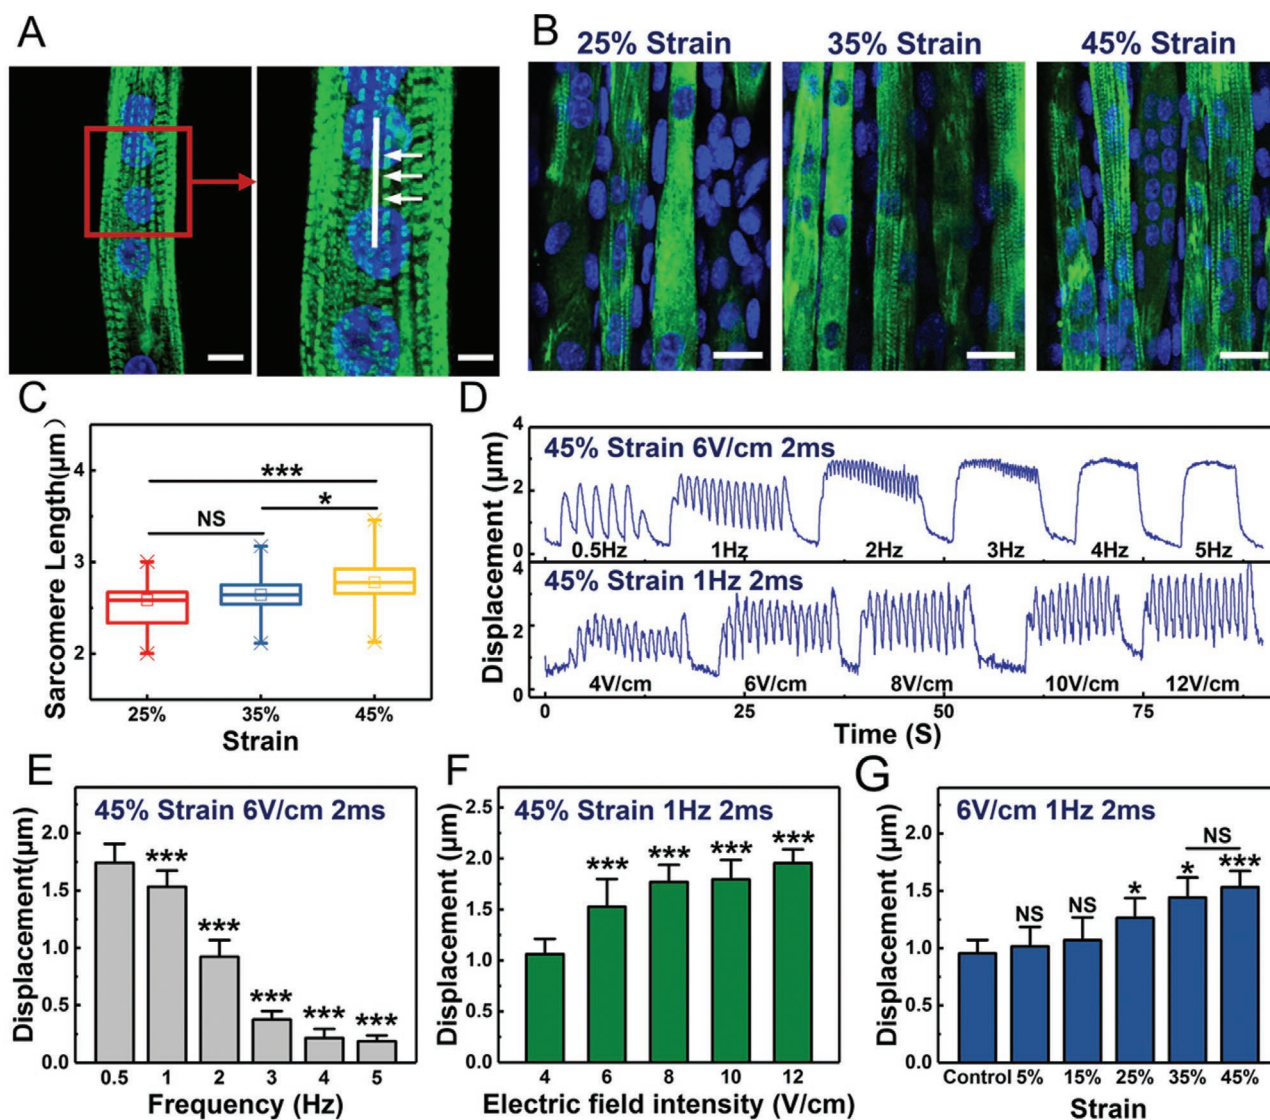 A
B
25% Strain
35% Strain
45% Strain
C
Sarcomere Length(μm)
4
3
2
***
*
NS
25%
35%
45%
Strain
D
Displacement (μm)
4
2
0
45% Strain 6V/cm 2ms
0.5Hz
1Hz
2Hz
3Hz
4Hz
5Hz
4
2
0
45% Strain 1Hz 2ms
4V/cm
6V/cm
8V/cm
10V/cm
12V/cm
0
25
50
75
Time (S)
E
Displacement(μm)
2.0
1.5
1.0
0.5
0.0
45% Strain 6V/cm 2ms
***
***
***
***
***
0.5
1
2
3
4
5
Frequency (Hz)
F
Displacement (μm)
2.5
2.0
1.5
1.0
0.5
0.0
45% Strain 1Hz 2ms
***
***
***
***
4
6
8
10
12
Electric field intensity (V/cm)
G
Displacement (μm)
2.0
1.5
1.0
0.5
0.0
6V/cm 1Hz 2ms
NS
NS
NS
*
*
***
Control
5%
15%
25%
35%
45%
Strain